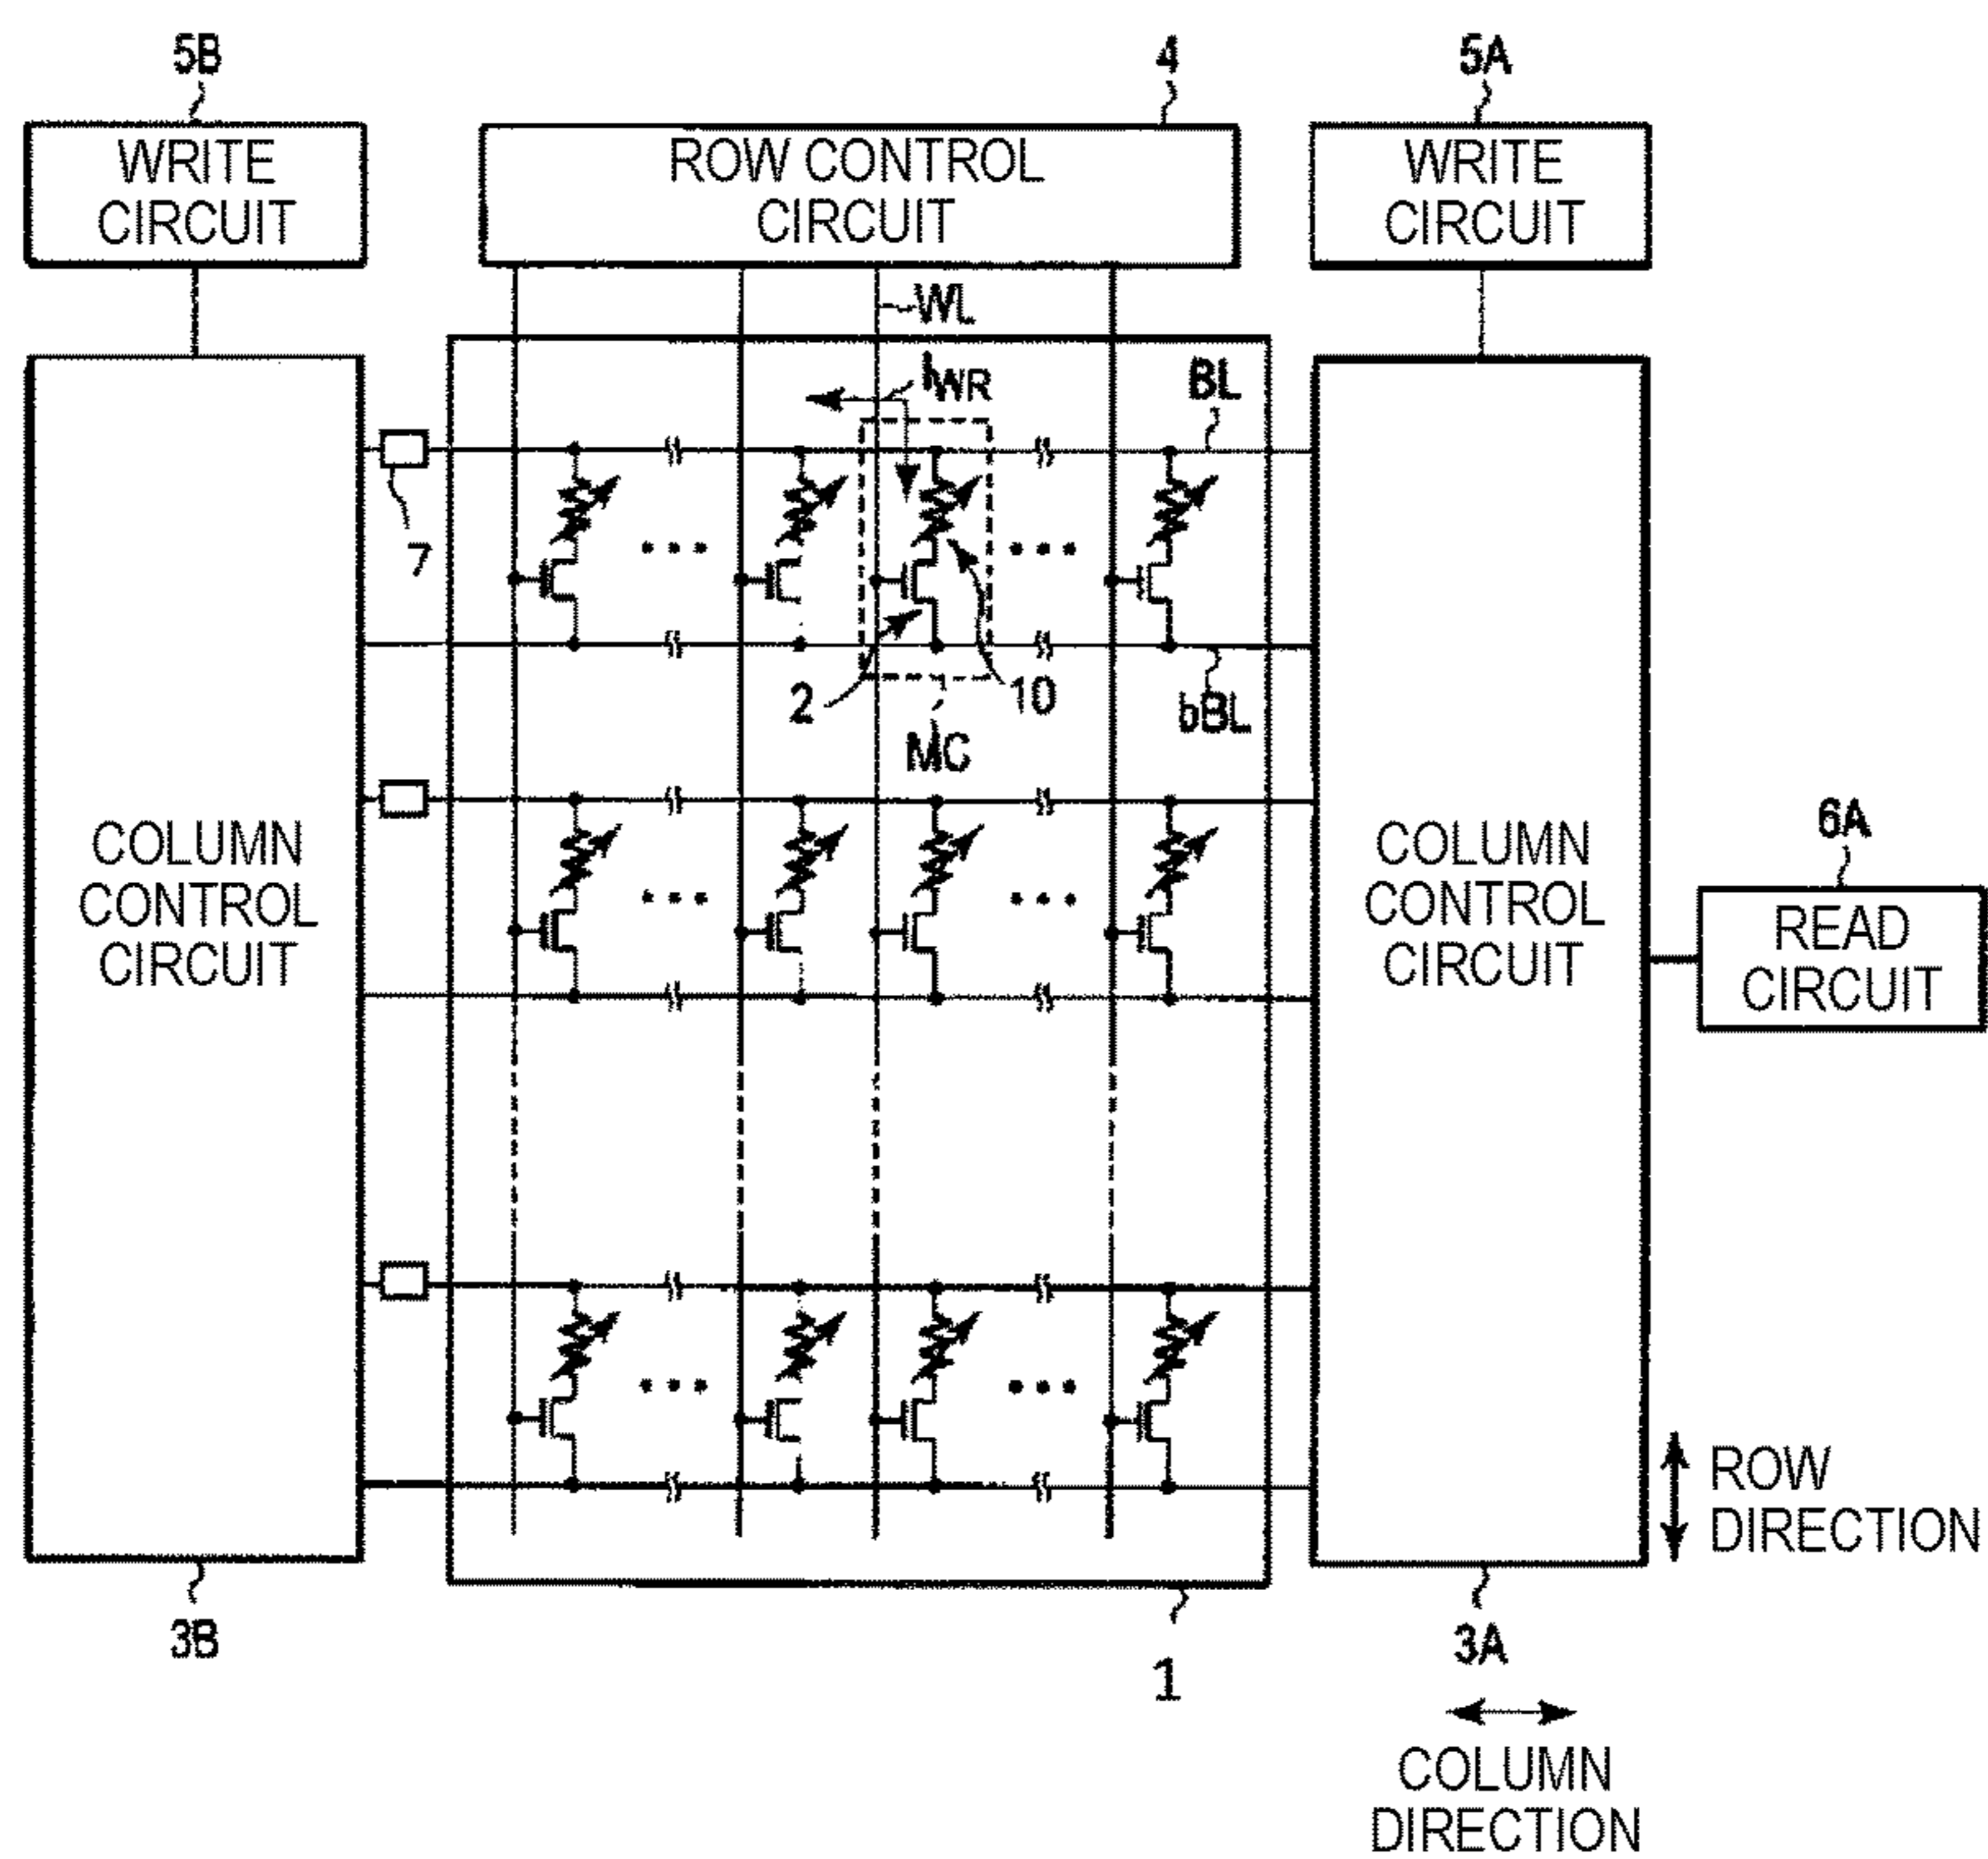 5B
4
5A
WRITE
CIRCUIT
ROW CONTROL
CIRCUIT
WRITE
CIRCUIT
WL
IWR
BL
7
2
10
bBL
MC
COLUMN
CONTROL
CIRCUIT
COLUMN
CONTROL
CIRCUIT
6A
READ
CIRCUIT
ROW
DIRECTION
3B
1
3A
COLUMN
DIRECTION